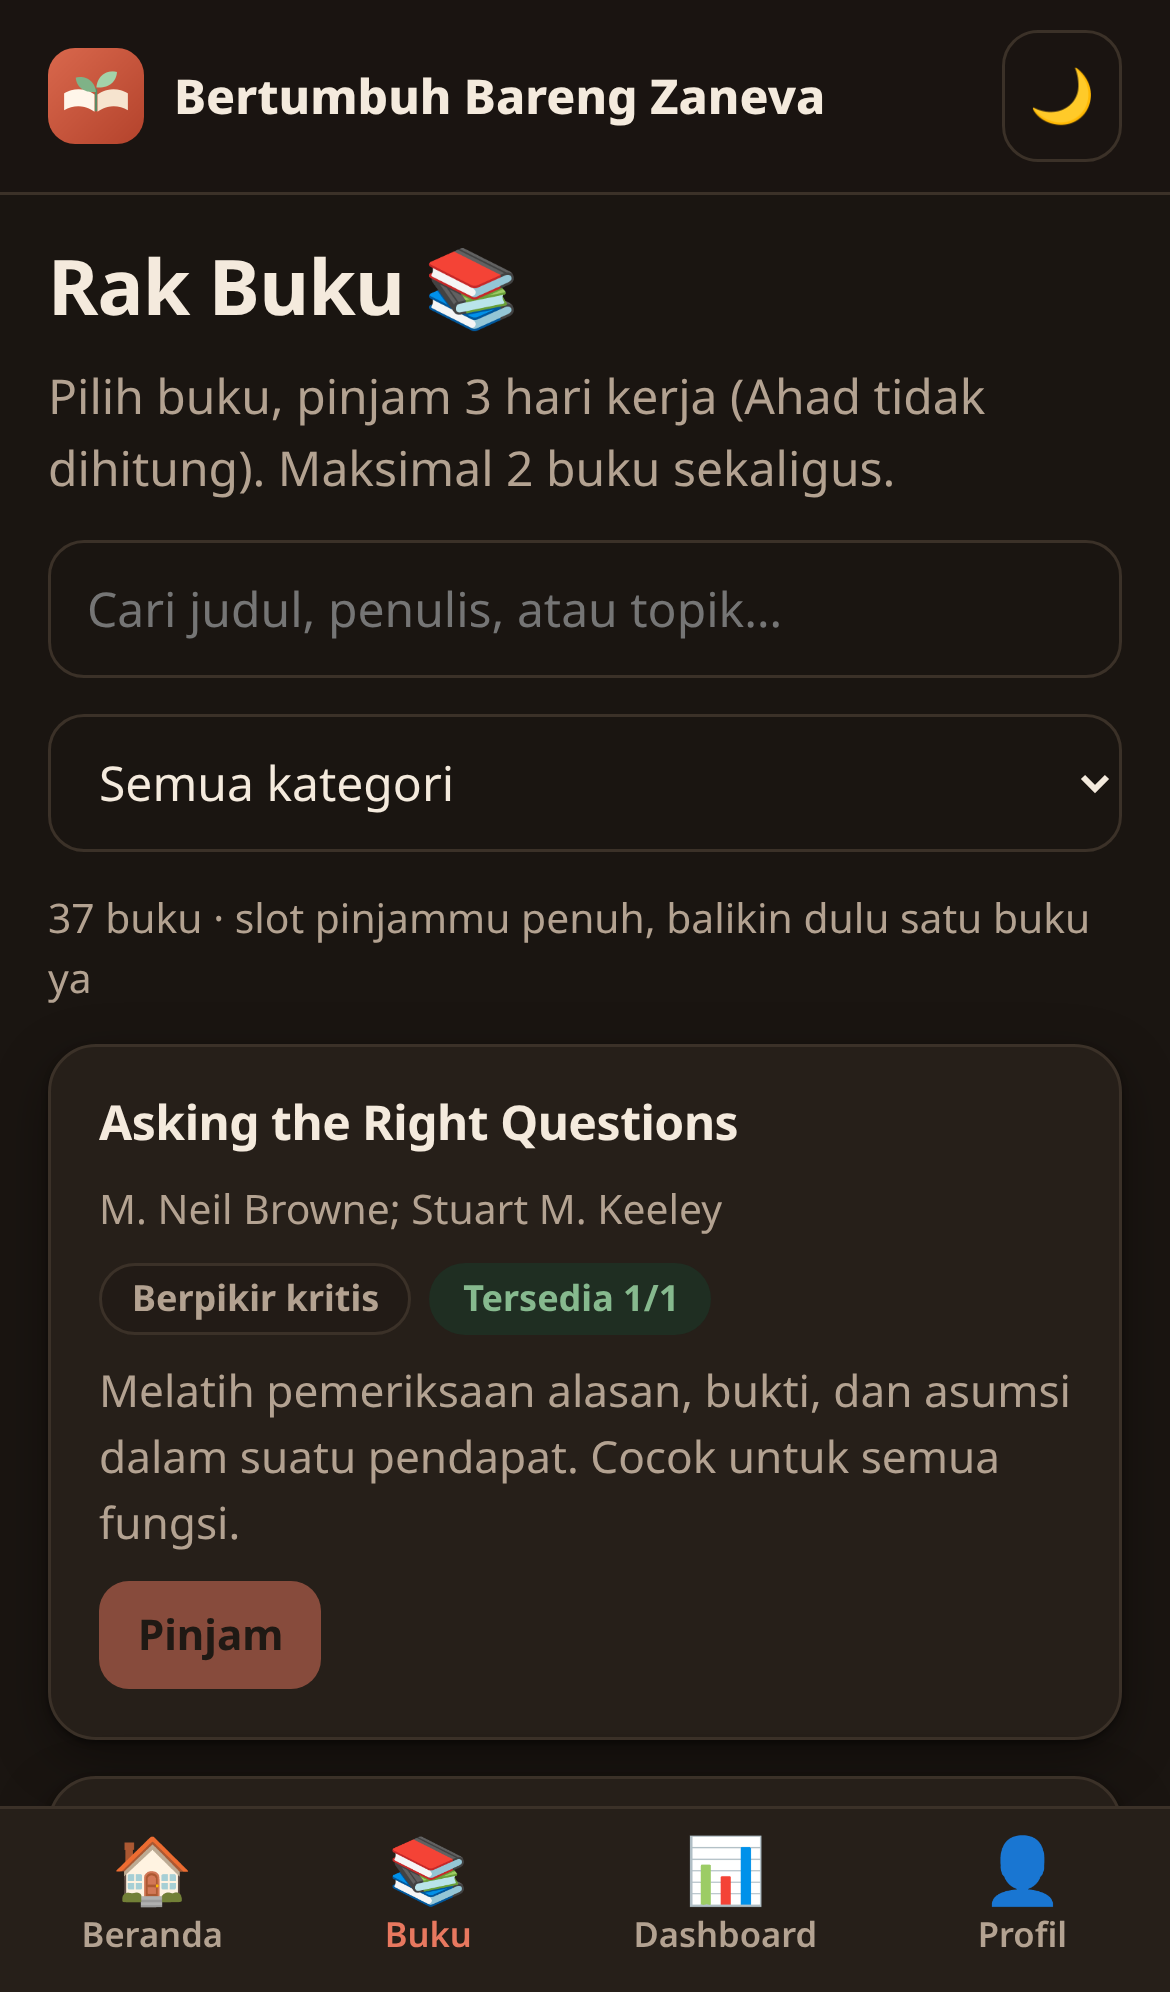 Bertumbuh Bareng Zaneva
Rak Buku
Pilih buku, pinjam 3 hari kerja (Ahad tidak
dihitung). Maksimal 2 buku sekaligus.
Cari judul, penulis, atau topik...
Semua kategori
37 buku · slot pinjammu penuh, balikin dulu satu buku
ya
Asking the Right Questions
M. Neil Browne; Stuart M. Keeley
Berpikir kritis Tersedia 1/1
Melatih pemeriksaan alasan, bukti, dan asumsi
dalam suatu pendapat. Cocok untuk semua
fungsi.
Pinjam
Beranda Buku Dashboard Profil